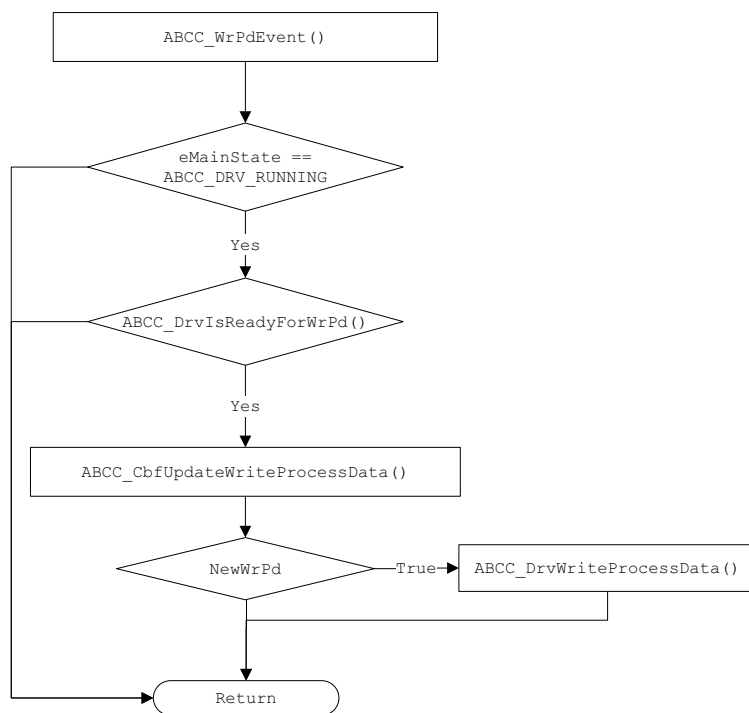 ABCC_WrPdEvent()
eMainState ==
ABCC_DRV_RUNNING
Yes
ABCC_DrvIsReadyForWrPd()
Yes
ABCC_CbfUpdateWriteProcessData()
NewWrPd
True
ABCC_DrvWriteProcessData()
Return